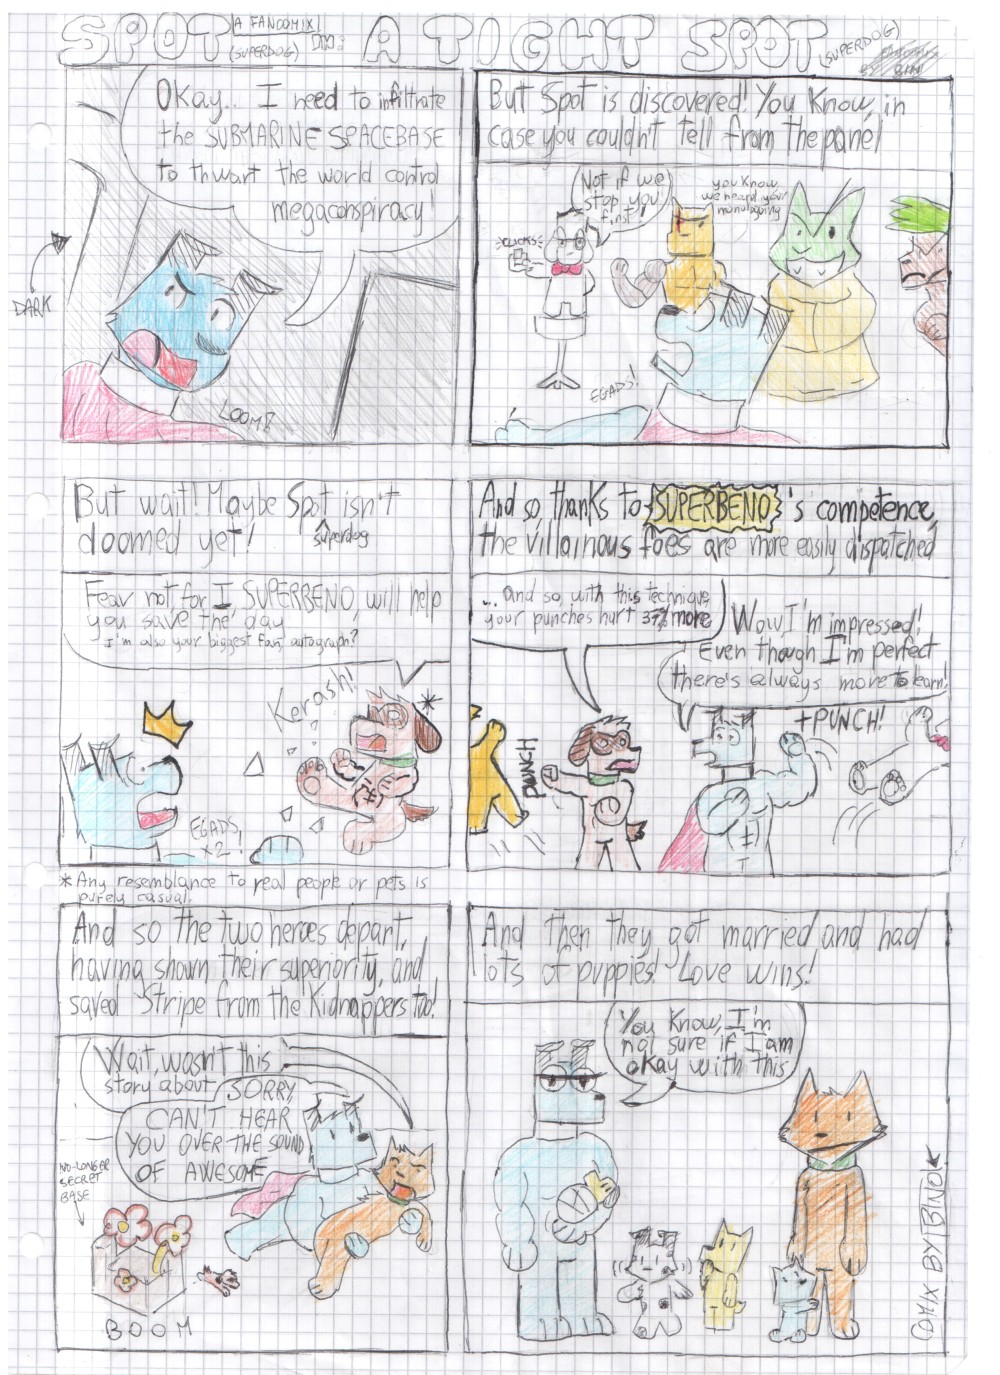 SPOT A TIGHT SPOT
A FANCOMIX
(SUPERDOG)
(SUPERDOG)
Okay... I need to infiltrate
the SUBMARINE SPACEBASE
to thwart the world control
megaconspiracy!
DARK
LOOM!
But Spot is discovered! You know, in
case you couldn't tell from the panel
Not if we
stop you
first!
you know
we heard your
CLICKS
EGADS!
But wait! Maybe Spot isn't
doomed yet!
superdog
Fear not for I, SUPERBENO, will help
you save the day
I'm also your biggest fan, autograph?
Kerash!
*
EGADS,
x2!
* Any resemblance to real people or pets is
purely casual.
And so, thanks to SUPERBENO's competence,
the villainous foes are more easily dispatched
... and so, with this technique,
your punches hurt 37% more
Wow I'm impressed!
Even though I'm perfect
there's always more to learn!
PUNCH
+PUNCH!
And so the two heroes depart,
having shown their superiority, and
saved Stripe from the kidnappers too!
Wait, wasn't this
story about
SORRY,
CAN'T HEAR
YOU OVER THE SOUND
OF AWESOME
NO-LONGER
SECRET
BASE
BOOM
And then they got married and had
lots of puppies! Love wins!
You know, I'm
not sure if I am
okay with this
COMIX BY BINO